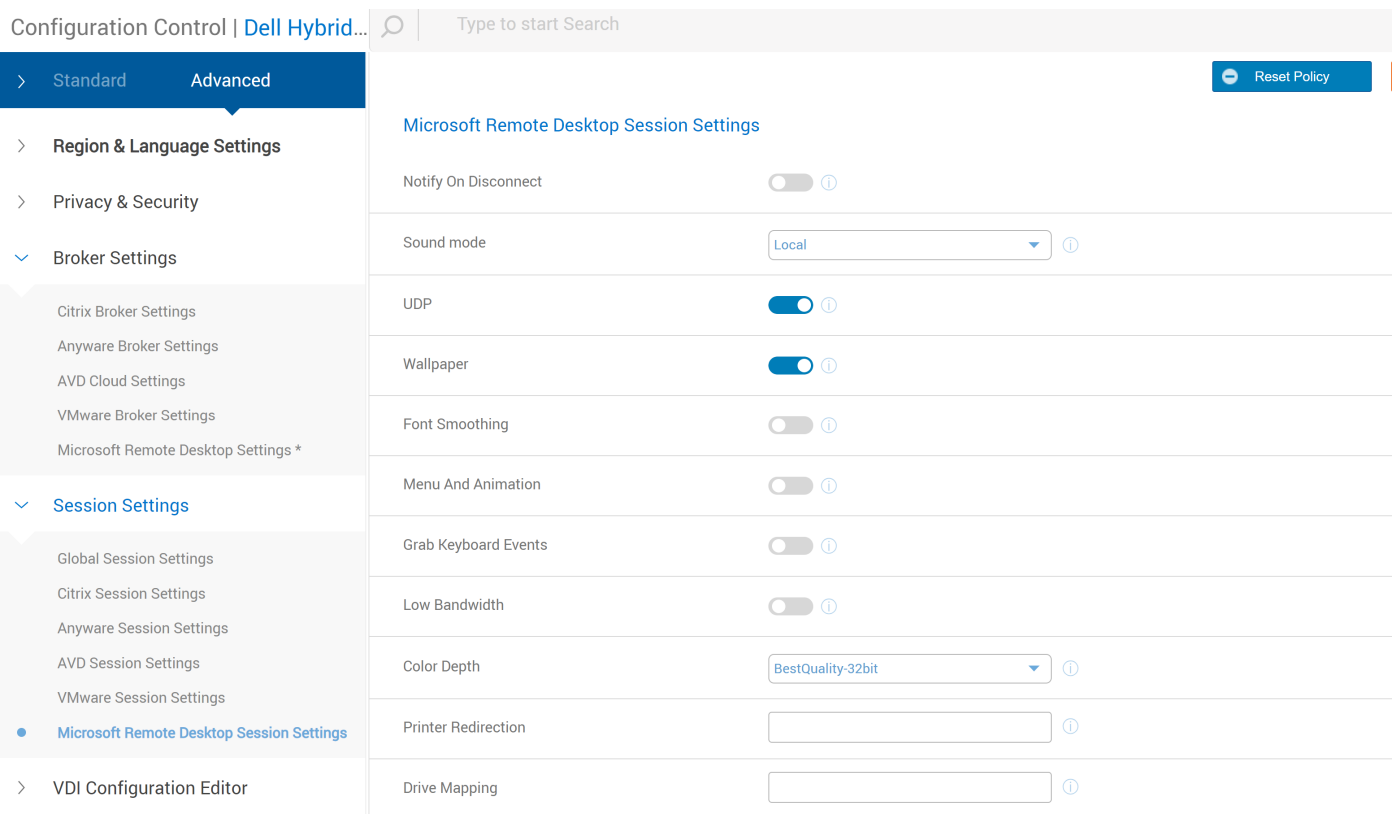 Configuration Control | Dell Hybrid...
Type to start Search
Standard
Advanced
Reset Policy
Region & Language Settings
Privacy & Security
Broker Settings
Citrix Broker Settings
Anyware Broker Settings
AVD Cloud Settings
VMware Broker Settings
Microsoft Remote Desktop Settings *
Session Settings
Global Session Settings
Citrix Session Settings
Anyware Session Settings
AVD Session Settings
VMware Session Settings
Microsoft Remote Desktop Session Settings
VDI Configuration Editor
Microsoft Remote Desktop Session Settings
Notify On Disconnect
Sound mode
Local
UDP
Wallpaper
Font Smoothing
Menu And Animation
Grab Keyboard Events
Low Bandwidth
Color Depth
BestQuality-32bit
Printer Redirection
Drive Mapping